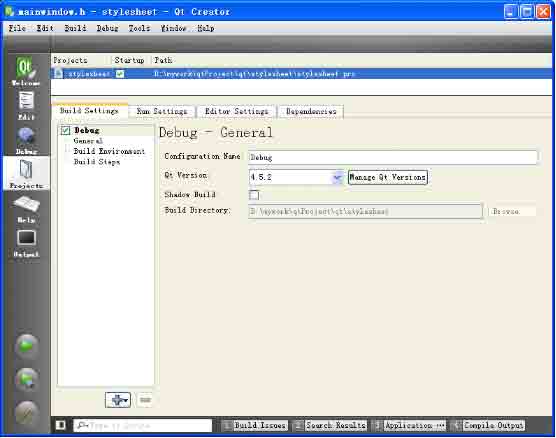 mainwindow.h - stylesheet - Qt Creator
File Edit Build Debug Tools Window Help
Projects Startup Path
stylesheet D:\mywork\qtProject\qt\stylesheet\stylesheet.pro
Qt
Welcome
Edit
Debug
Projects
Help
Output
Build Settings Run Settings Editor Settings Dependencies
Debug
General
Build Environment
Build Steps
Debug - General
Configuration Name Debug
Qt Version: 4.5.2 Manage Qt Versions
Shadow Build:
Build Directory: D:\mywork\qtProject\qt\stylesheet Browse
Type to locate 1 Build Issues 2 Search Results 3 Application ... 4 Compile Output